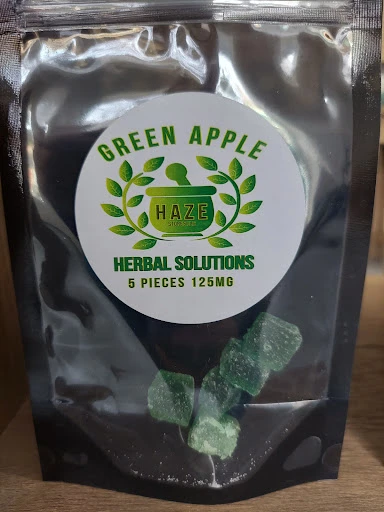 GREEN APPLE
HAZE
HERBAL SOLUTIONS
5 PIECES 125MG